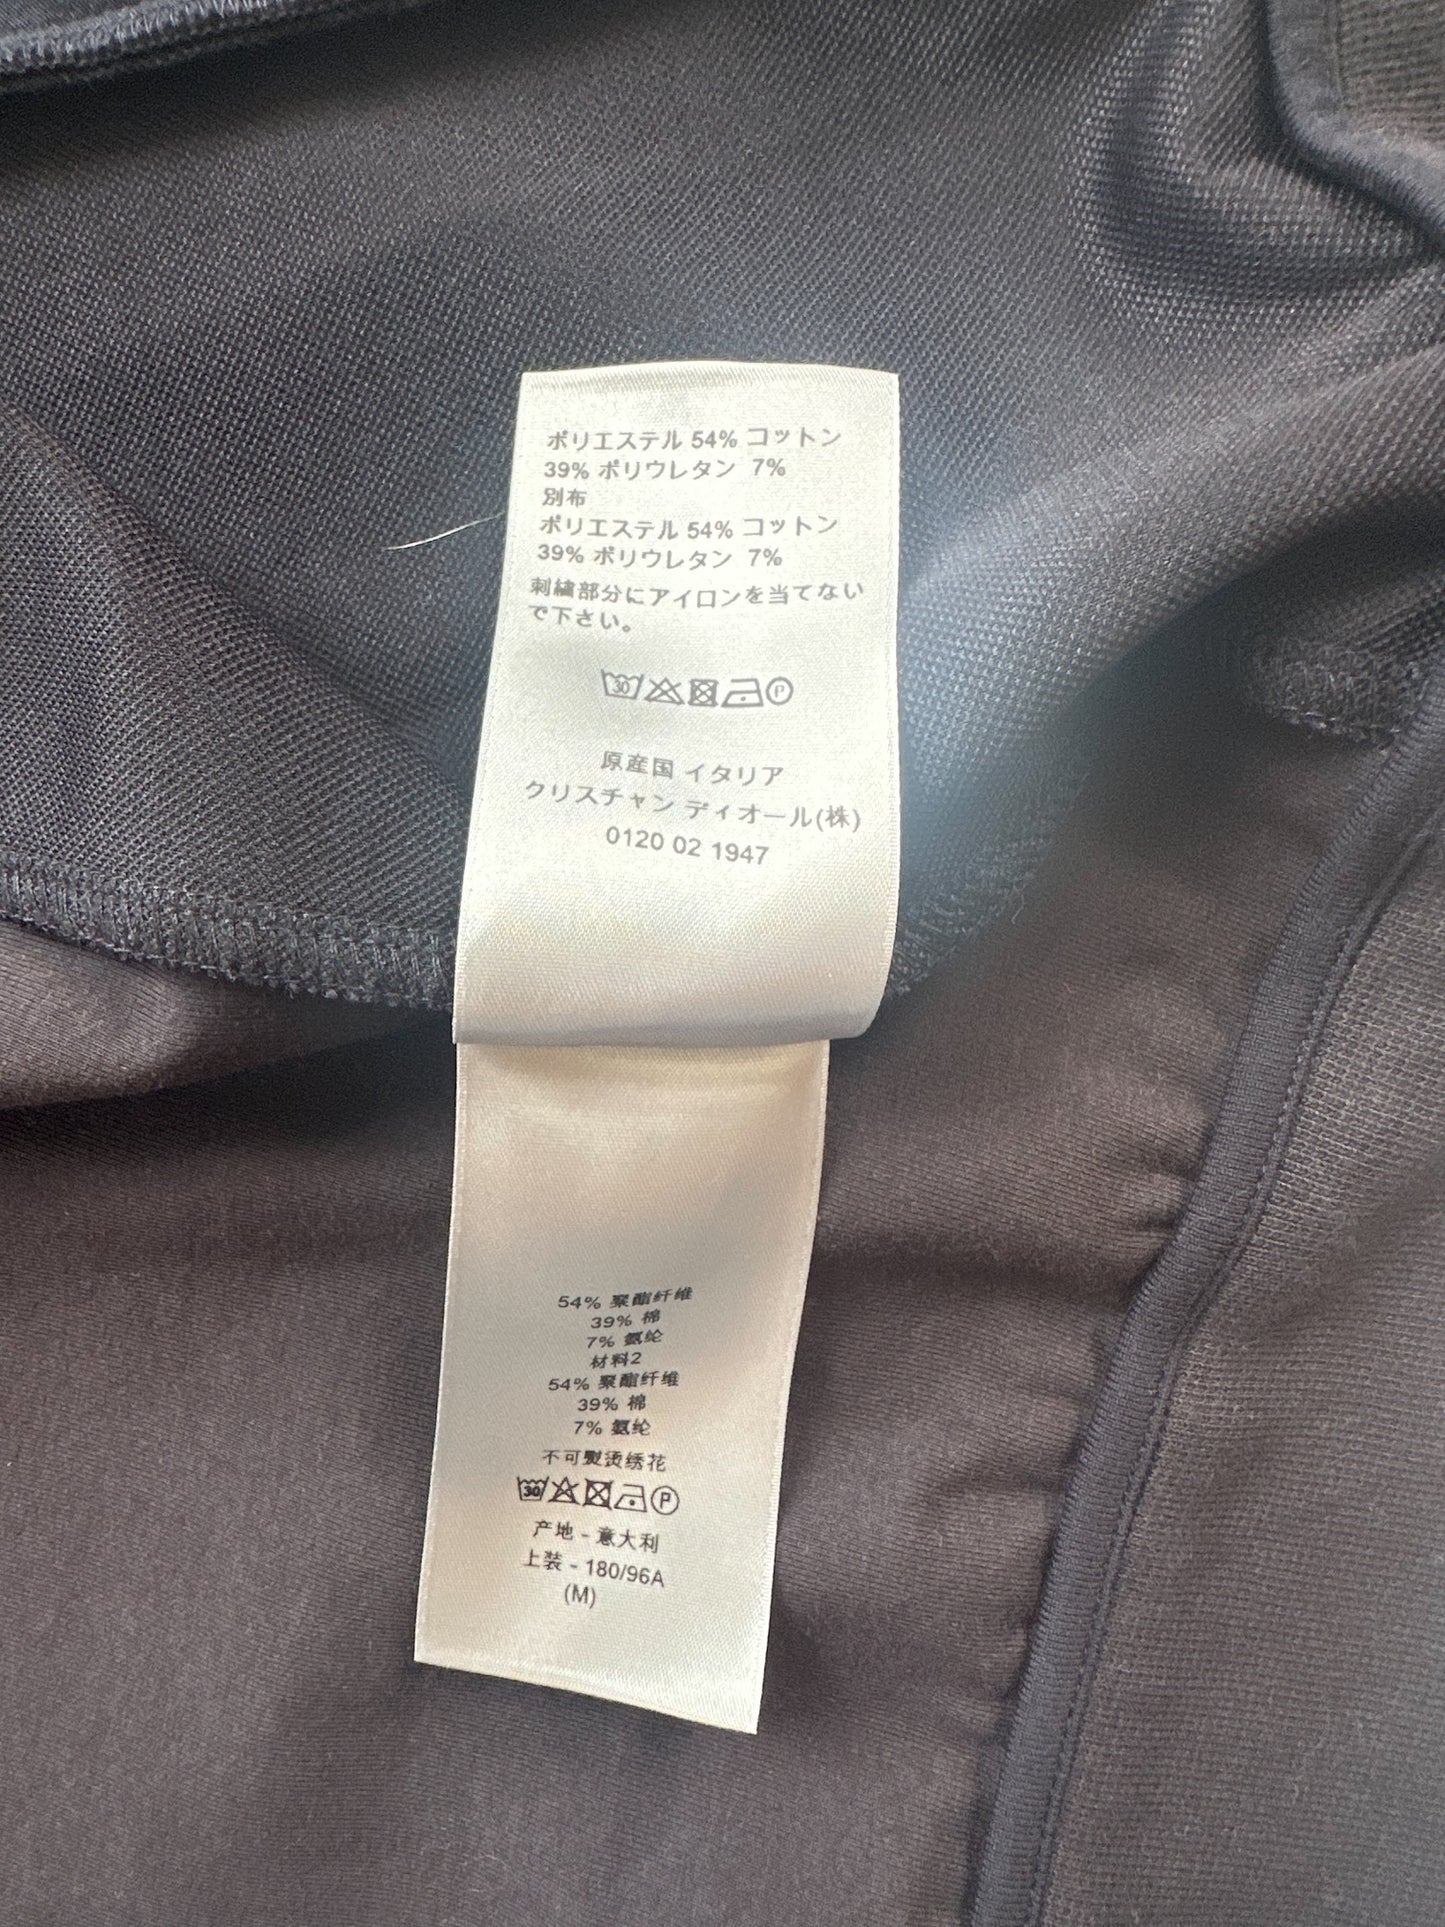 ポリエステル 54% コットン
39% ポリウレタン 7%
別布
ポリエステル 54% コットン
39% ポリウレタン 7%
刺繍部分にアイロンを当てない
で下さい。
30 P
原産国 イタリア
クリスチャン ディオール(株)
0120 02 1947
54% 聚酯纤维
39% 棉
7% 氨纶
材料2
54% 聚酯纤维
39% 棉
7% 氨纶
不可熨烫绣花
30 P
产地 - 意大利
上装 - 180/96A
(M)